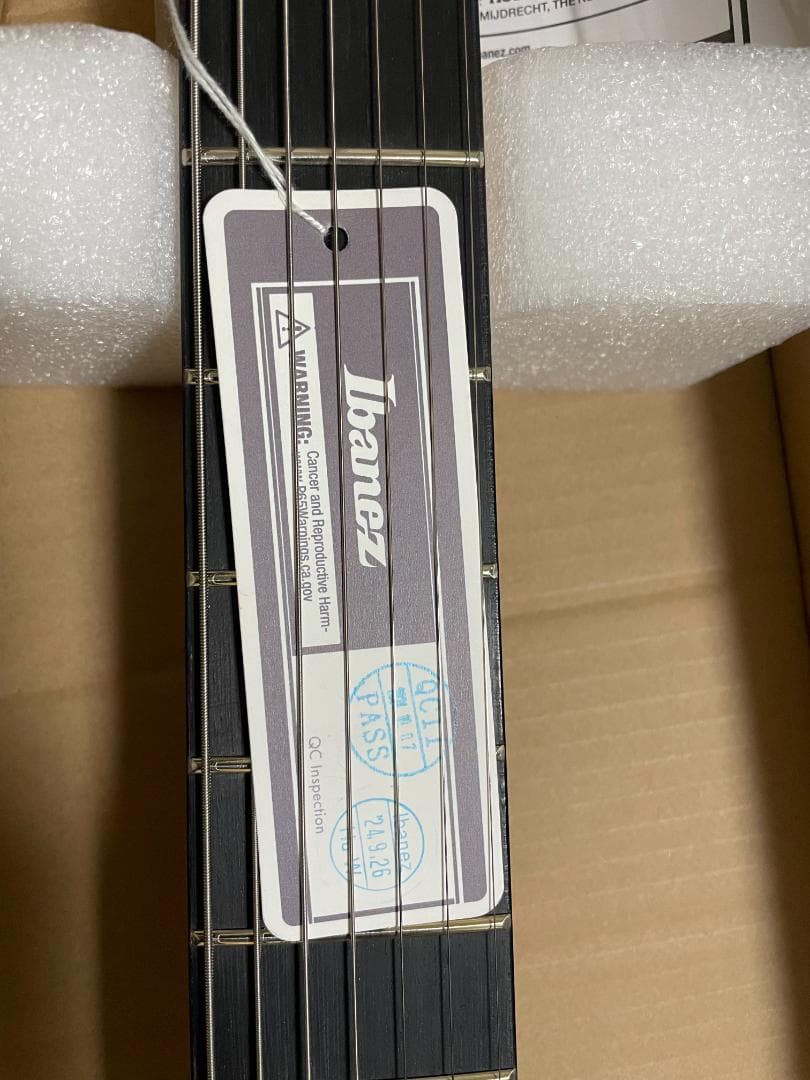 MIJDRECHT, THE
Ibanez
WARNING: Cancer and Reproductive Harm-
www.P65Warnings.ca.gov
PASS
QC Inspection
Ibanez
'24.9.26